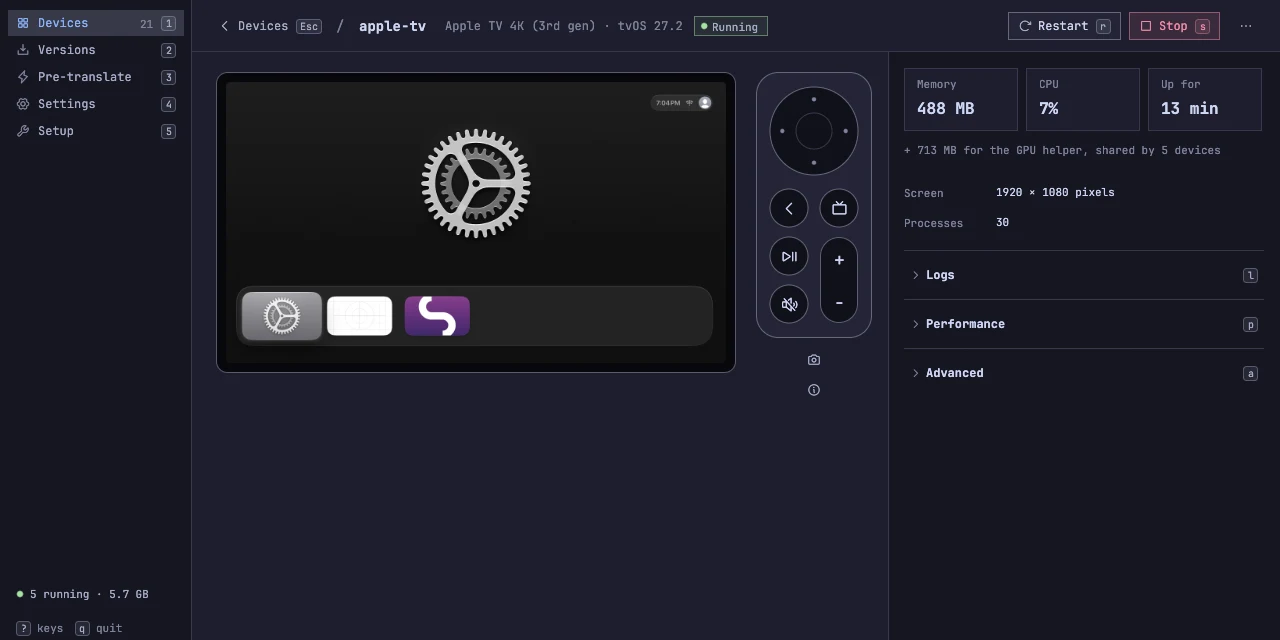 Devices 21 1
Versions 2
Pre-translate 3
Settings 4
Setup 5
5 running · 5.7 GB
? keys q quit
Devices Esc / apple-tv Apple TV 4K (3rd gen) · tvOS 27.2 Running
Restart r Stop s ···
7:04PM
Memory
488 MB
CPU
7%
Up for
13 min
+ 713 MB for the GPU helper, shared by 5 devices
Screen 1920 × 1080 pixels
Processes 30
Logs l
Performance p
Advanced a